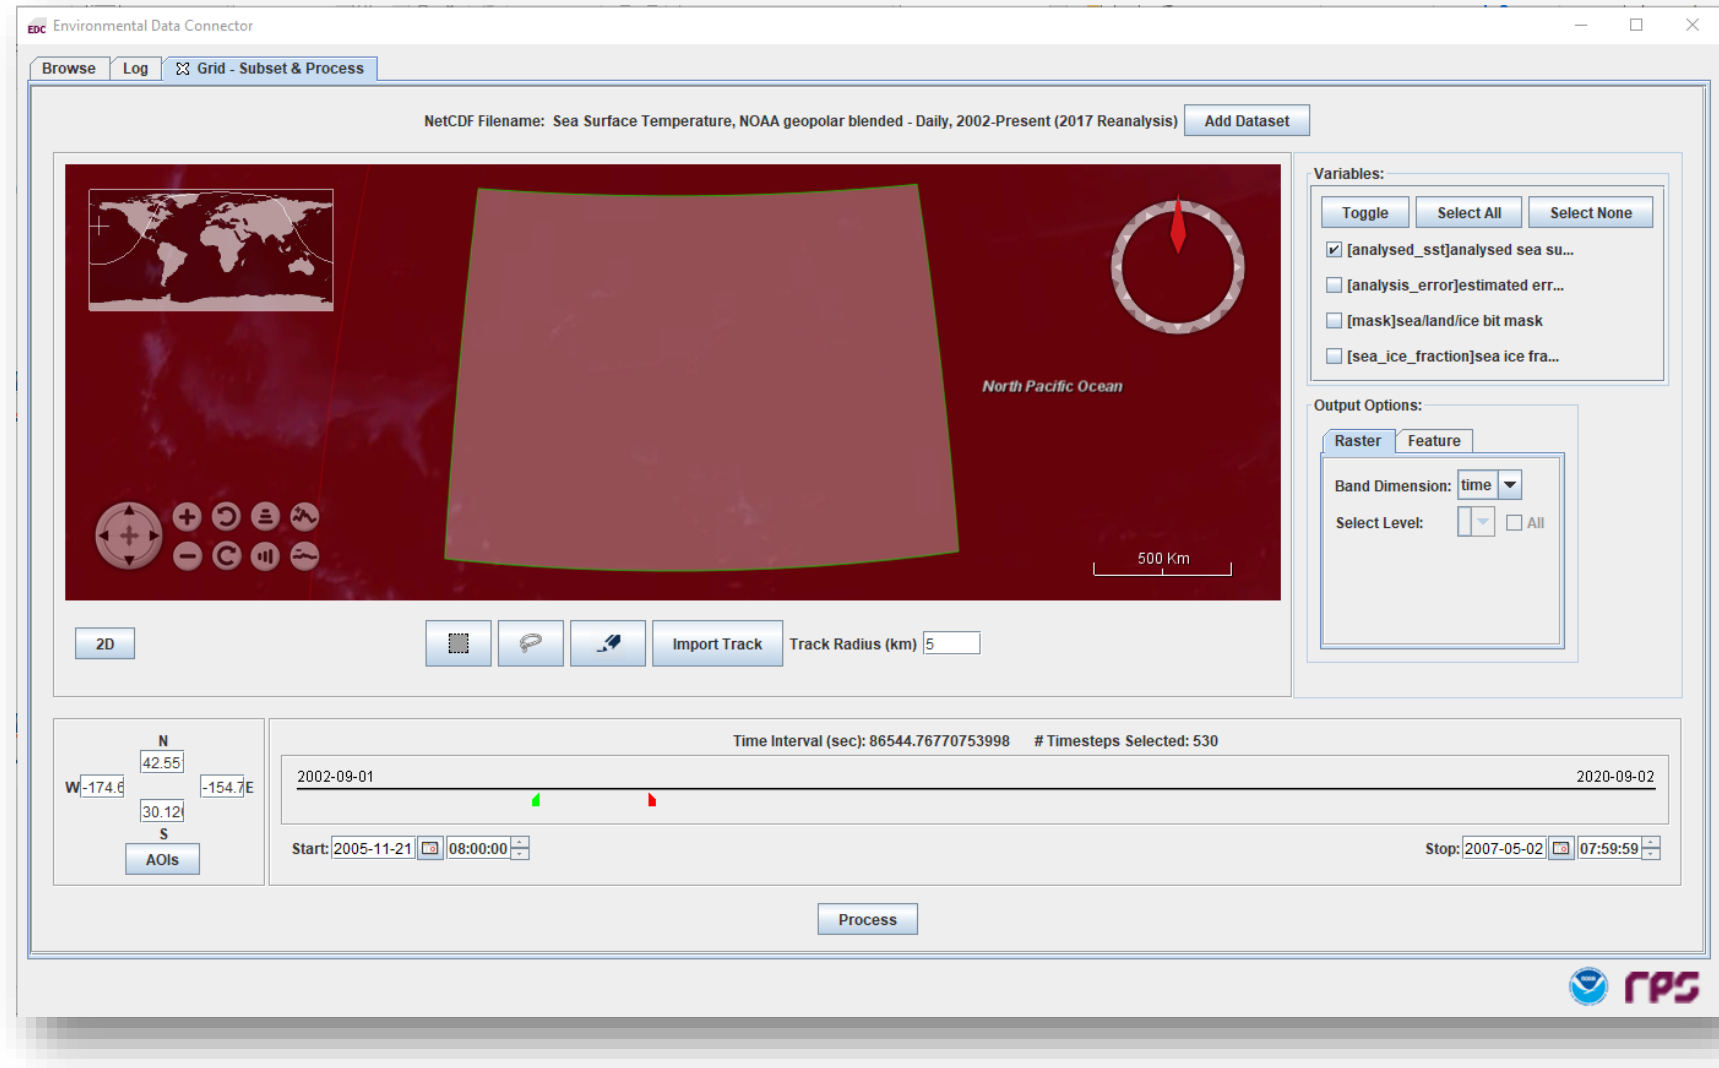 EDC Environmental Data Connector
Browse Log Grid - Subset & Process
NetCDF Filename: Sea Surface Temperature, NOAA geopolar blended - Daily, 2002-Present (2017 Reanalysis) Add Dataset
Variables:
Toggle Select All Select None
[analysed_sst]analysed sea su...
[analysis_error]estimated err...
[mask]sea/land/ice bit mask
[sea_ice_fraction]sea ice fra...
North Pacific Ocean
500 Km
Output Options:
Raster Feature
Band Dimension: time
Select Level: All
2D Import Track Track Radius (km) 5
N
42.55
W -174.6 -154.7 E
30.12
S
AOIs
Time Interval (sec): 86544.76770753998 # Timesteps Selected: 530
2002-09-01 2020-09-02
Start: 2005-11-21 08:00:00 Stop: 2007-05-02 07:59:59
Process
rps